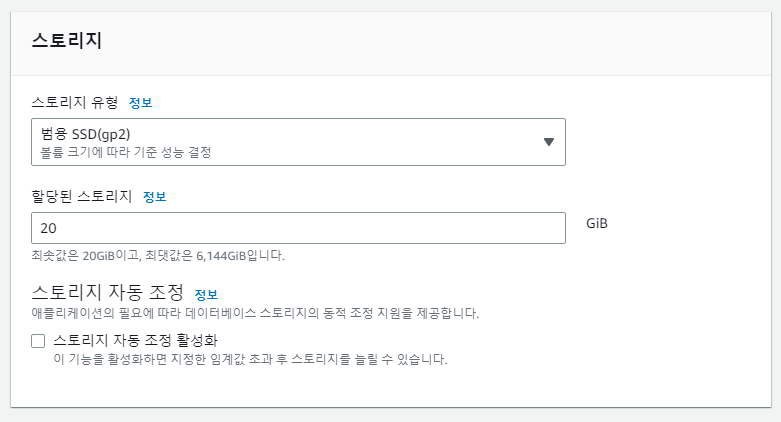 스토리지
스토리지 유형 정보
범용 SSD(gp2)
볼륨 크기에 따라 기준 성능 결정
할당된 스토리지 정보
20 GiB
최솟값은 20GiB이고, 최댓값은 6,144GiB입니다.
스토리지 자동 조정 정보
애플리케이션의 필요에 따라 데이터베이스 스토리지의 동적 조정 지원을 제공합니다.
스토리지 자동 조정 활성화
이 기능을 활성화하면 지정한 임계값 초과 후 스토리지를 늘릴 수 있습니다.